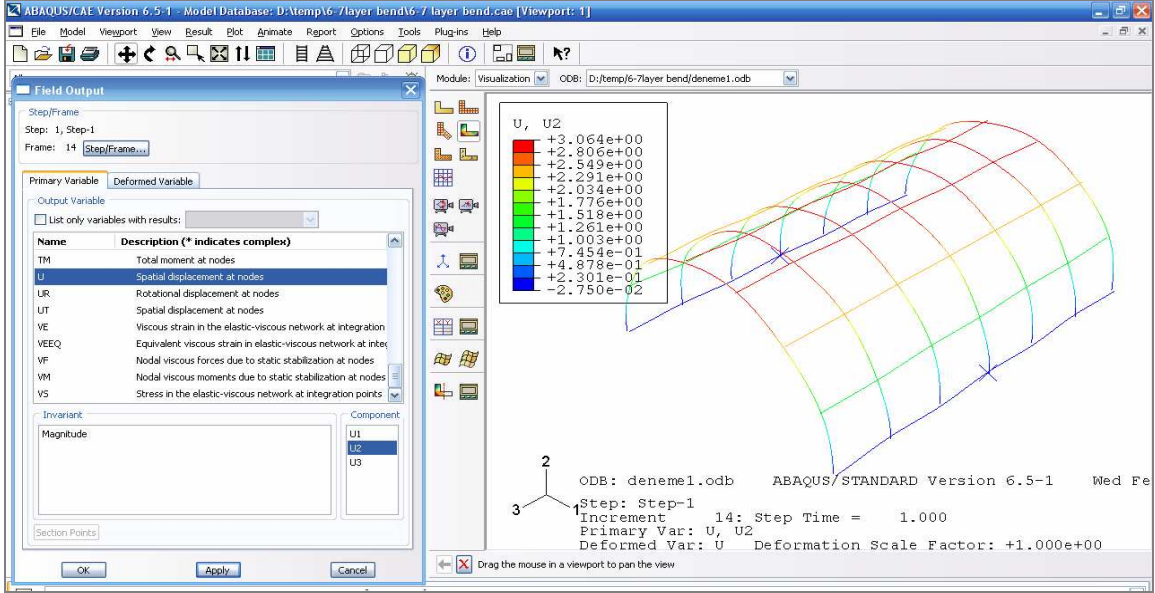 ABAQUS/CAE Version 6.5-1 - Model Database: D:\temp\6-7layer bend\6-7 layer bend.cae [Viewport: 1]
File Model Viewport View Result Plot Animate Report Options Tools Plug-ins Help
Module: Visualization ODB: D:/temp/6-7layer bend/deneme1.odb
Field Output
Step/Frame
Step: 1, Step-1
Frame: 14 Step/Frame...
Primary Variable Deformed Variable
Output Variable
List only variables with results:
Name Description (* indicates complex)
TM Total moment at nodes
U Spatial displacement at nodes
UR Rotational displacement at nodes
UT Spatial displacement at nodes
VE Viscous strain in the elastic-viscous network at integration
VEEQ Equivalent viscous strain in elastic-viscous network at inte
VF Nodal viscous forces due to static stabilization at nodes
VM Nodal viscous moments due to static stabilization at nodes
VS Stress in the elastic-viscous network at integration points
Invariant
Magnitude
Component
U1
U2
U3
Section Points
OK Apply Cancel
U, U2
+3.064e+00
+2.806e+00
+2.549e+00
+2.291e+00
+2.034e+00
+1.776e+00
+1.518e+00
+1.261e+00
+1.003e+00
+7.454e-01
+4.878e-01
+2.301e-01
-2.750e-02
2
3 1
ODB: deneme1.odb ABAQUS/STANDARD Version 6.5-1 Wed Fe
Step: Step-1
Increment 14: Step Time = 1.000
Primary Var: U, U2
Deformed Var: U Deformation Scale Factor: +1.000e+00
Drag the mouse in a viewport to pan the view